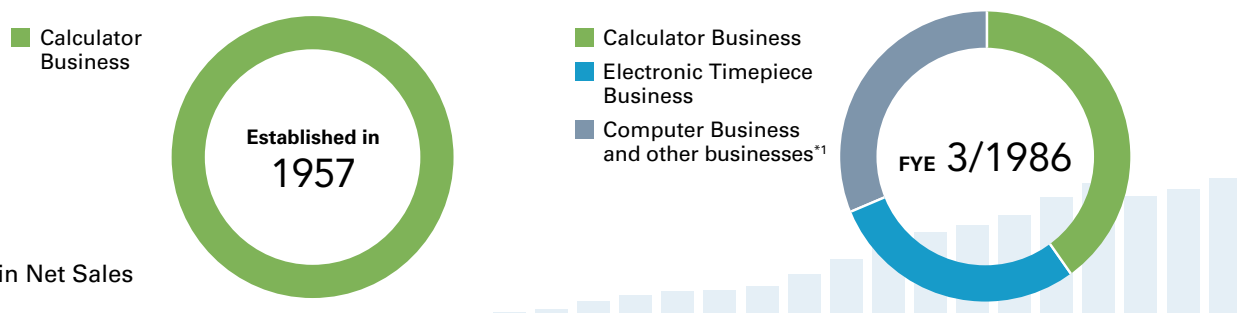 Calculator
Business
Established in
1957
Calculator Business
Electronic Timepiece
Business
Computer Business
and other businesses*1
FYE 3/1986
in Net Sales